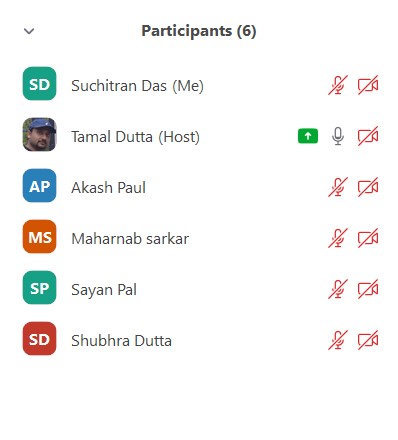 Participants (6)
SD Suchitran Das (Me)
Tamal Dutta (Host)
AP Akash Paul
MS Maharnab sarkar
SP Sayan Pal
SD Shubhra Dutta